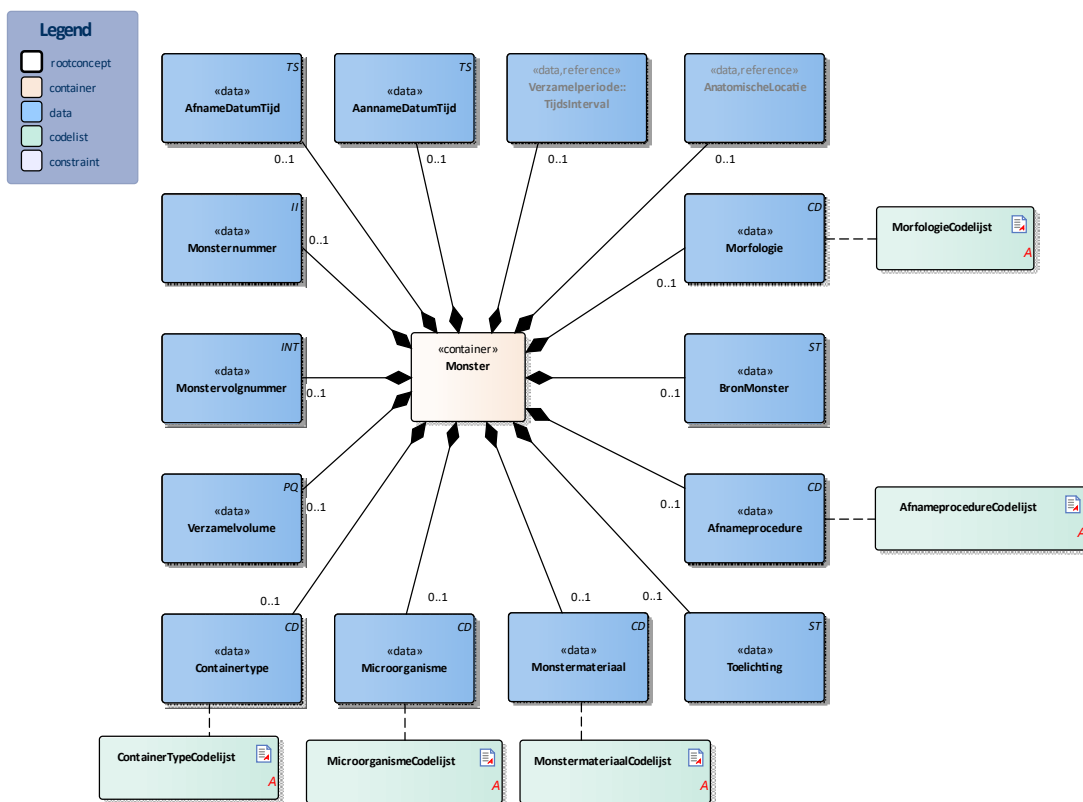 Legend
rootconcept
container
data
codelist
constraint
TS
«data»
AfnameDatumTijd
0..1
TS
«data»
AannameDatumTijd
0..1
«data,reference»
Verzamelperiode::
TijdsInterval
0..1
«data,reference»
AnatomischeLocatie
0..1
II
«data»
Monsternummer
0..1
CD
«data»
Morfologie
0..1
MorfologieCodelijst
A
INT
«data»
Monstervolgnummer
0..1
«container»
Monster
ST
«data»
BronMonster
0..1
PQ
«data»
Verzamelvolume
0..1
CD
«data»
Afnameprocedure
0..1
AfnameprocedureCodelijst
A
CD
«data»
Containertype
0..1
CD
«data»
Microorganisme
0..1
CD
«data»
Monstermateriaal
0..1
ST
«data»
Toelichting
0..1
ContainerTypeCodelijst
A
MicroorganismeCodelijst
A
MonstermateriaalCodelijst
A